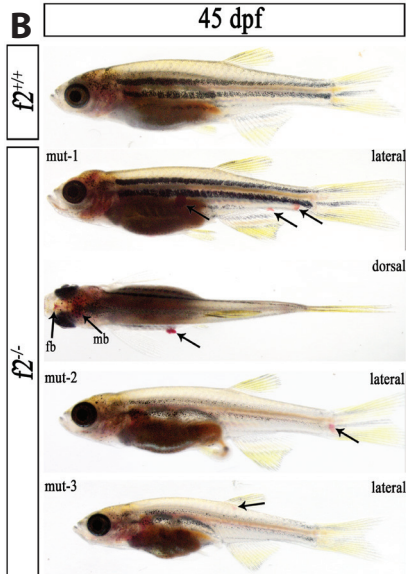 B
45 dpf
f2+/+
mut-1
lateral
dorsal
fb
mb
f2-/-
mut-2
lateral
mut-3
lateral